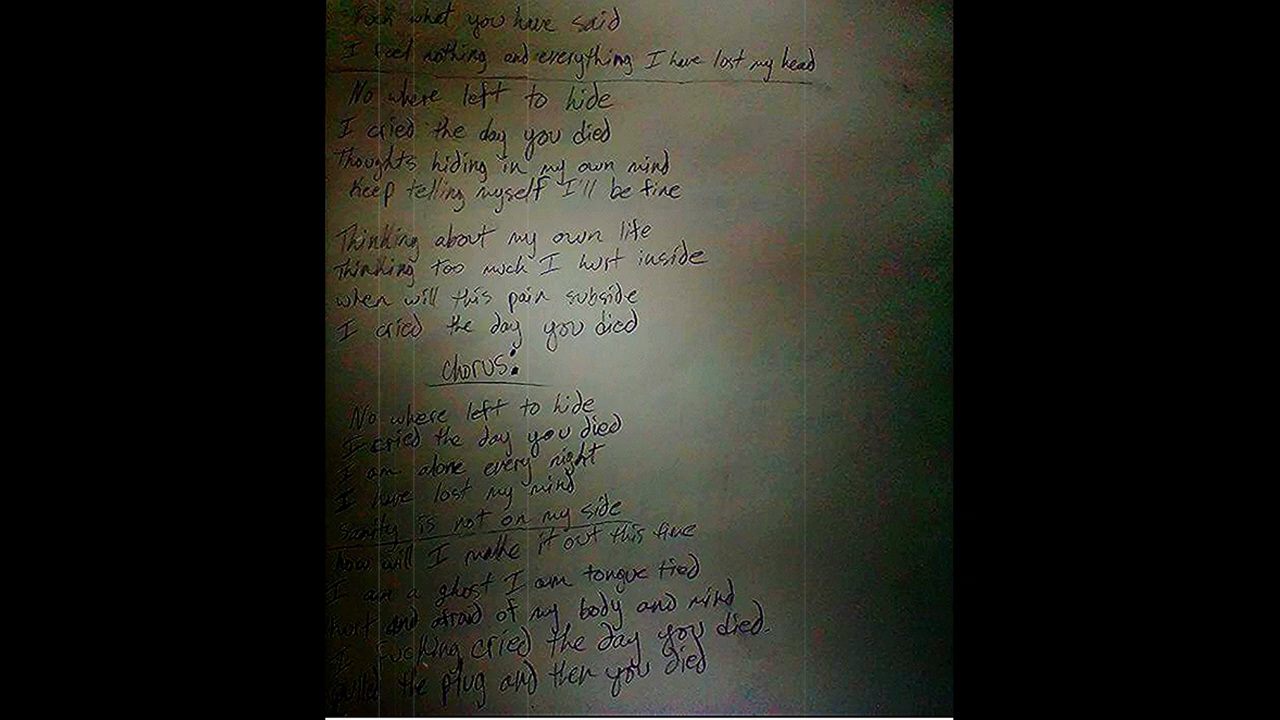 what you have said
I feel nothing and everything I have lost my head
No where left to hide
I cried the day you died
Thoughts hiding in my own mind
Keep telling myself I'll be fine
Thinking about my own life
Thinking too much I hurt inside
when will this pain subside
I cried the day you died
Chorus:
No where left to hide
I cried the day you died
I am alone every night
I have lost my mind
sanity is not on my side
how will I make it out this time
I am a ghost I am tongue tied
hurt and afraid of my body and mind
I fucking cried the day you died.
the plug and then you died